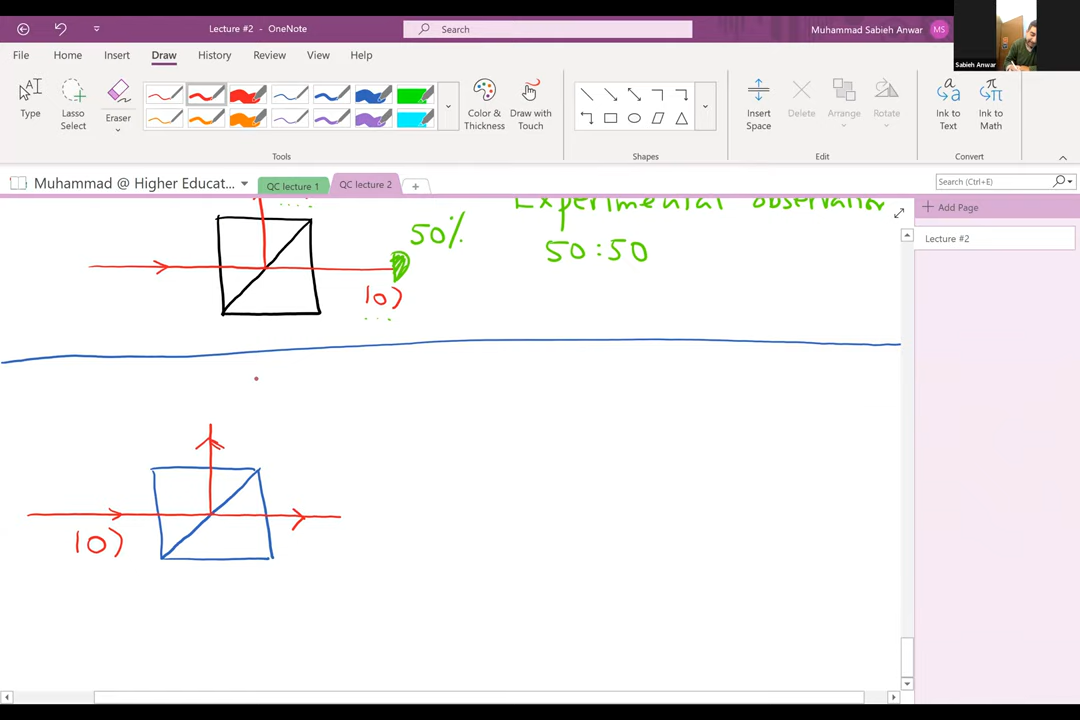 Lecture #2 - OneNote
Search
Muhammad Sabieh Anwar
MS
Sabieh Anwar
File Home Insert Draw History Review View Help
Type
Lasso Select
Eraser
Color & Thickness
Draw with Touch
Insert Space
Delete
Arrange
Rotate
Ink to Text
Ink to Math
Tools
Shapes
Edit
Convert
Muhammad @ Higher Educat...
QC lecture 1
QC lecture 2
Search (Ctrl+E)
Add Page
Lecture #2
Experimental observation
50%
50:50
|0⟩
|0⟩